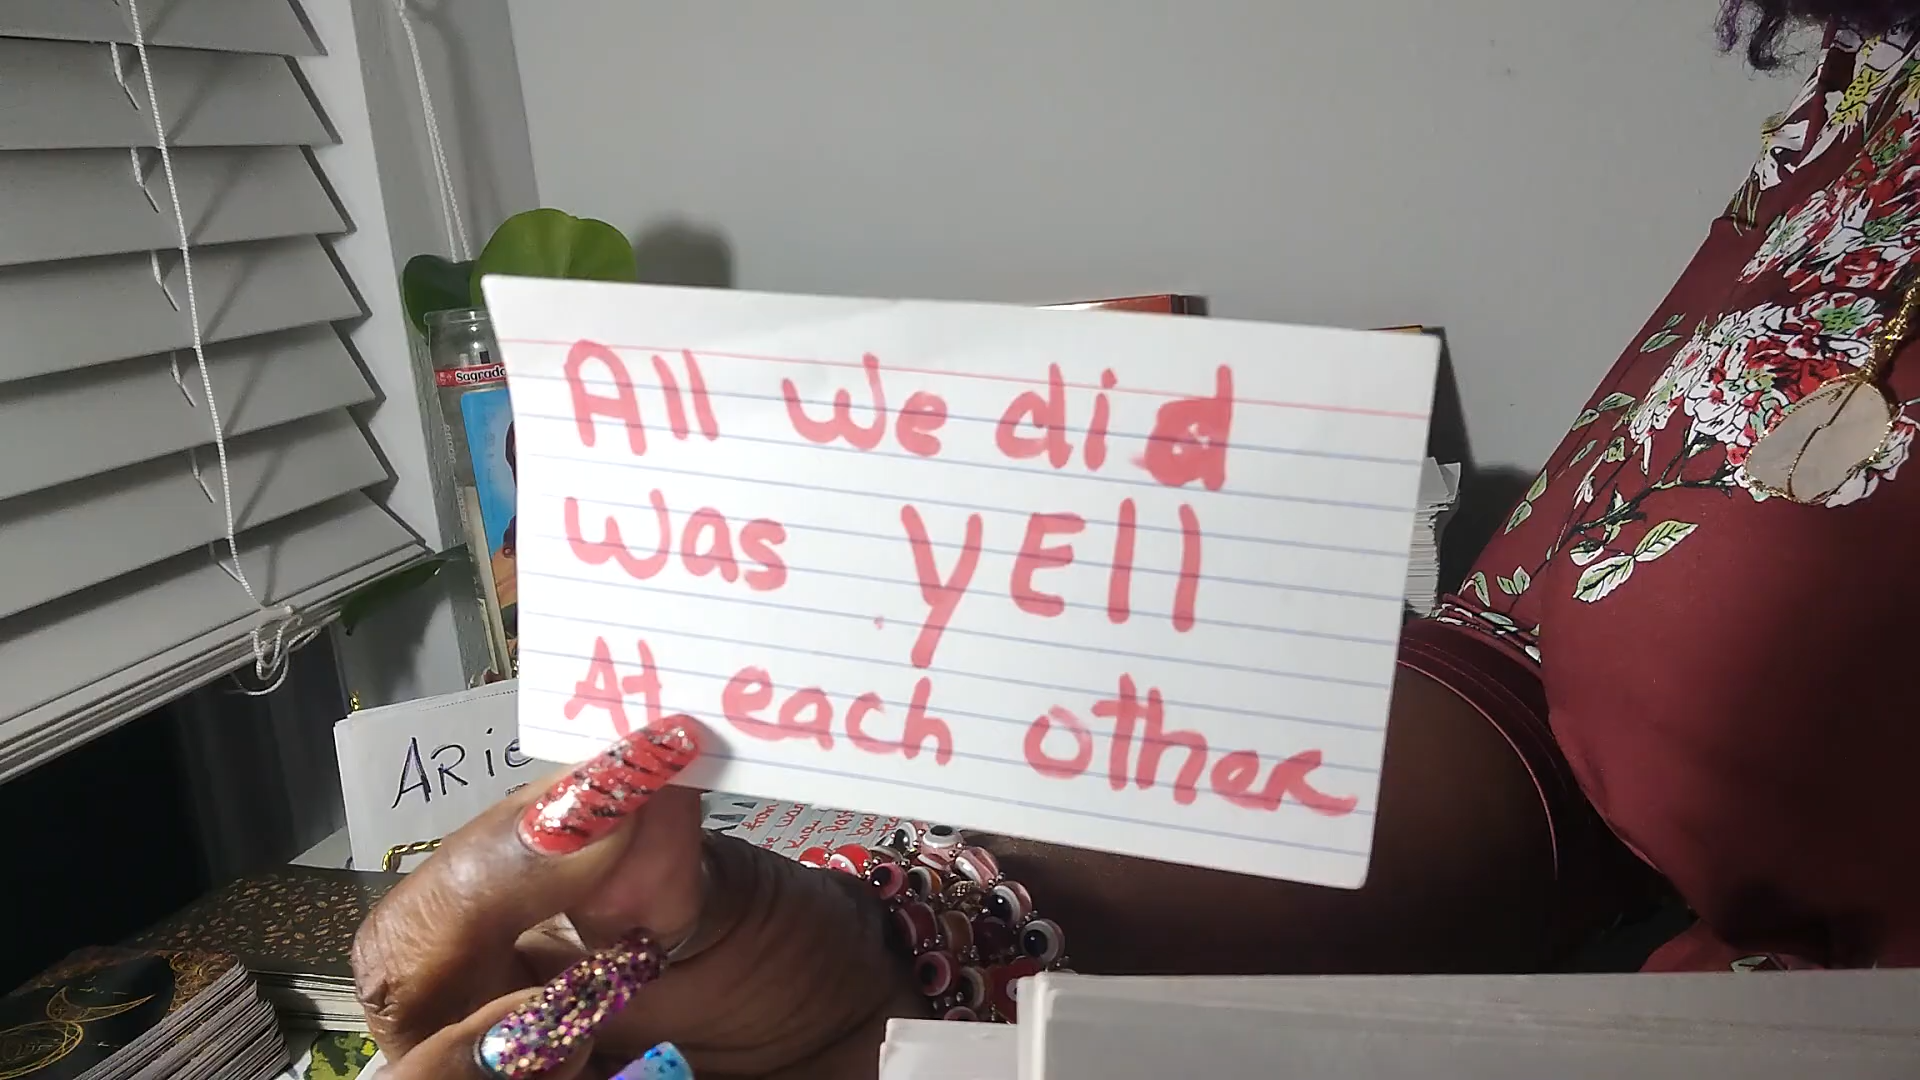 All we did
was YEll
At each other
Sagrado
ARie